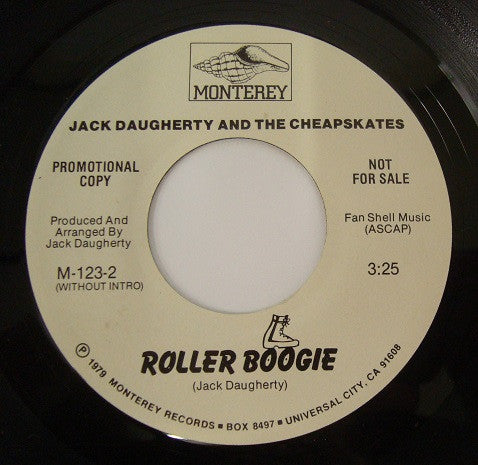 MONTEREY
JACK DAUGHERTY AND THE CHEAPSKATES
PROMOTIONAL
COPY
NOT
FOR SALE
Produced And
Arranged By
Jack Daugherty
Fan Shell Music
(ASCAP)
M-123-2
(WITHOUT INTRO)
3:25
ROLLER BOOGIE
(Jack Daugherty)
℗ 1979 MONTEREY RECORDS ▪ BOX 8497 ▪ UNIVERSAL CITY, CA 91608